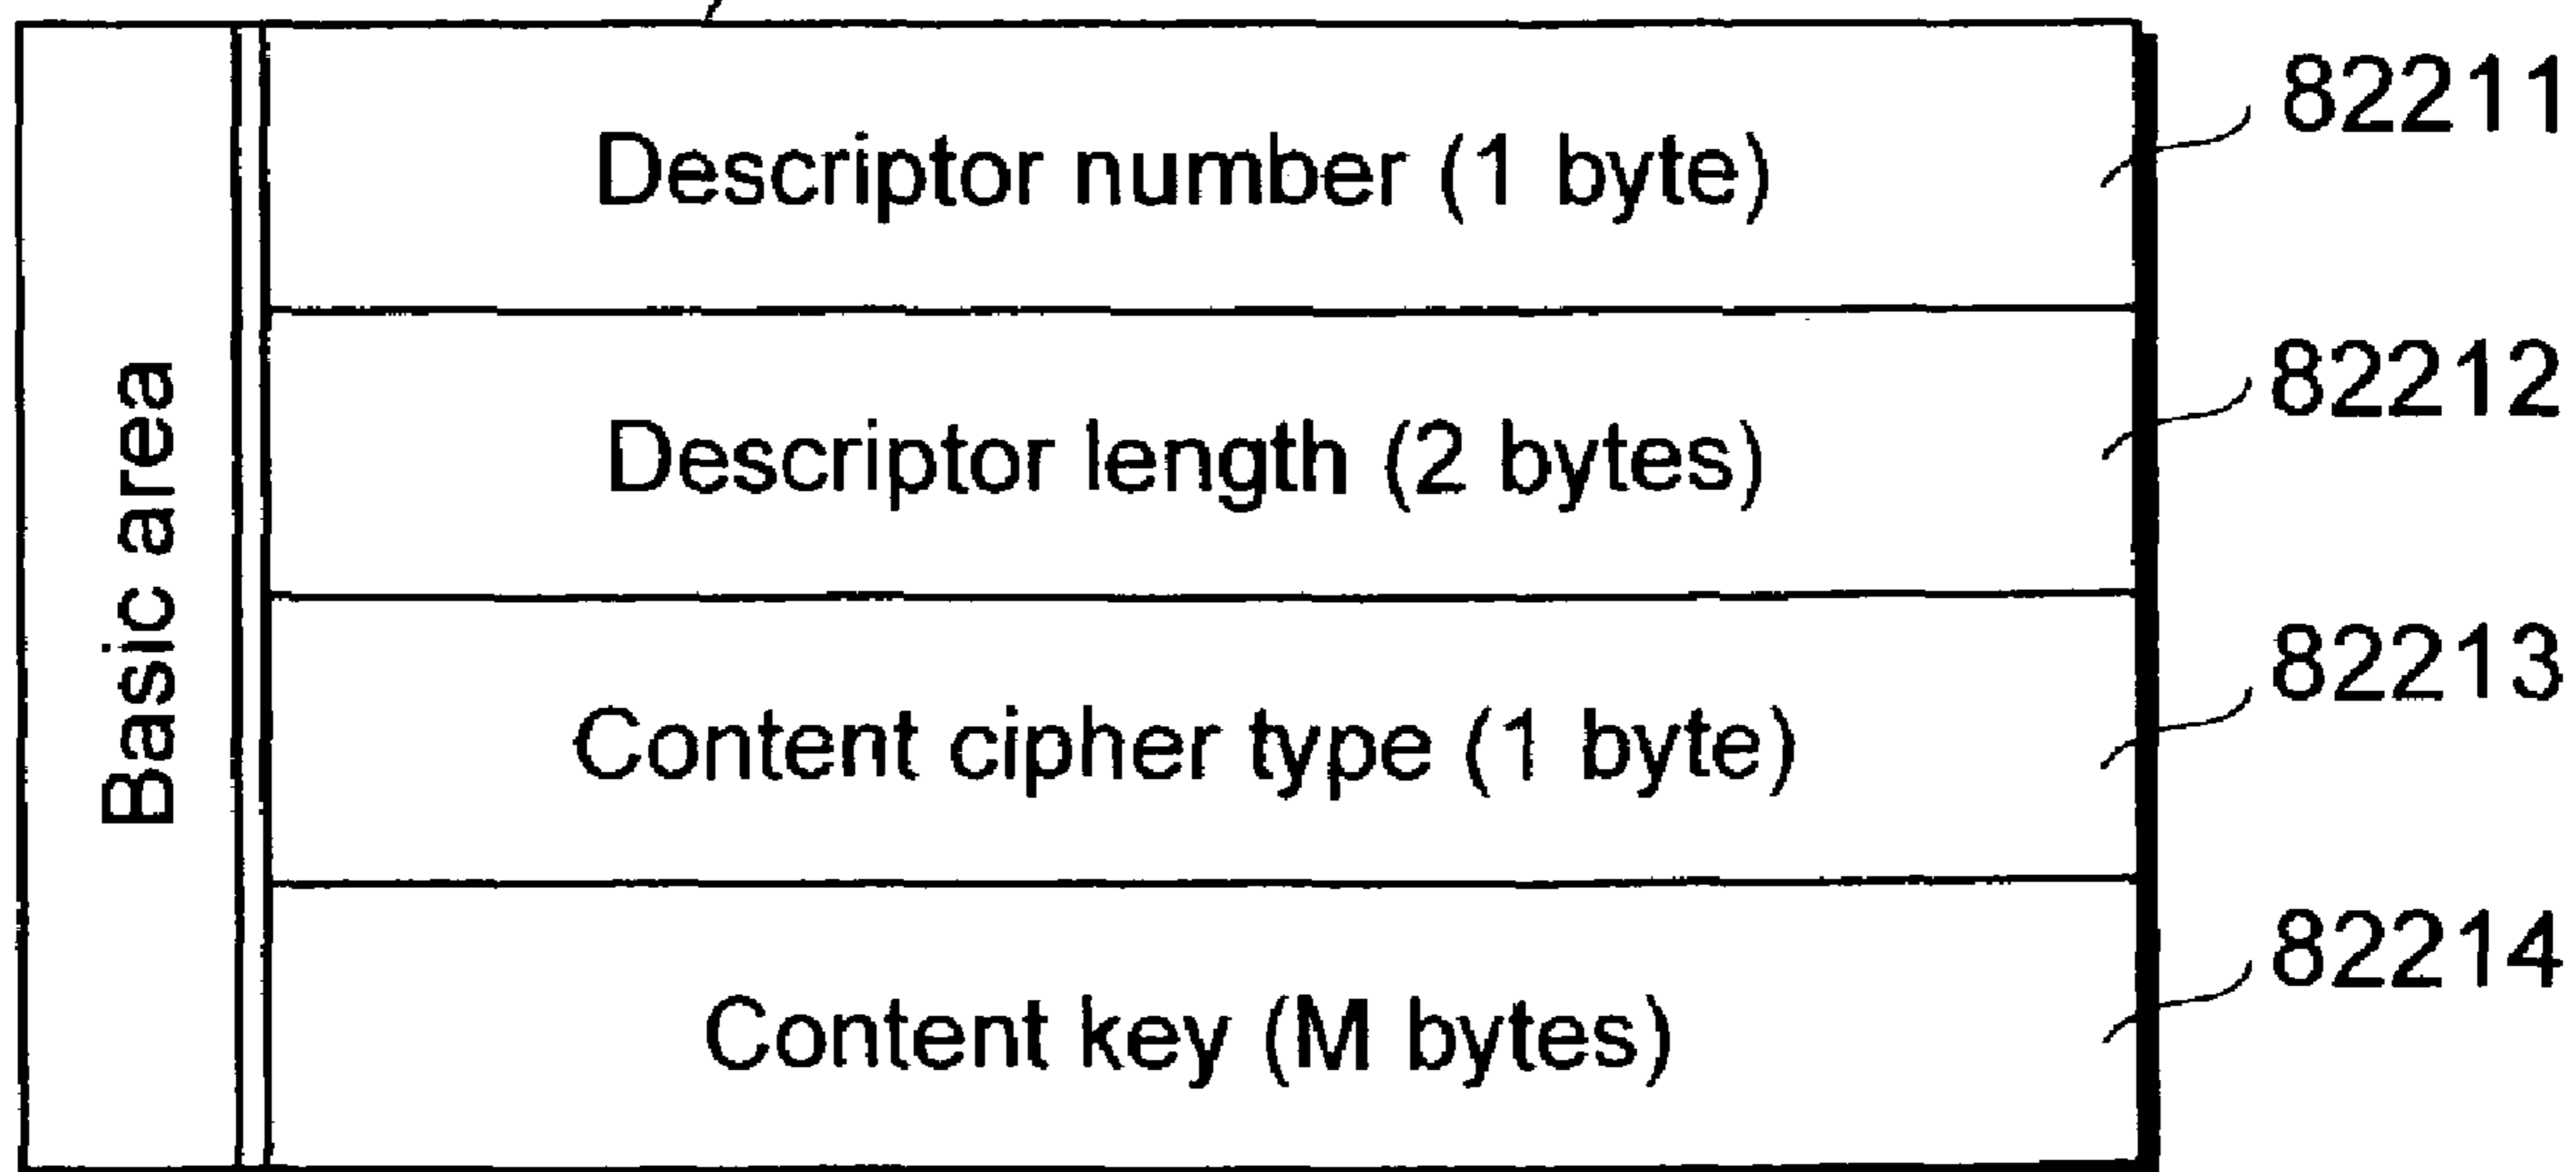 Basic area
Descriptor number (1 byte)
82211
Descriptor length (2 bytes)
82212
Content cipher type (1 byte)
82213
Content key (M bytes)
82214